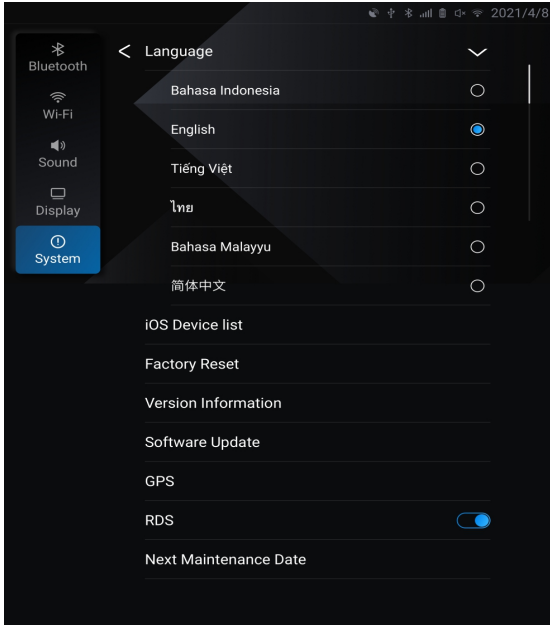 2021/4/8
Bluetooth
Wi-Fi
Sound
Display
System
< Language
Bahasa Indonesia
English
Tiếng Việt
ไทย
Bahasa Malayyu
简体中文
iOS Device list
Factory Reset
Version Information
Software Update
GPS
RDS
Next Maintenance Date